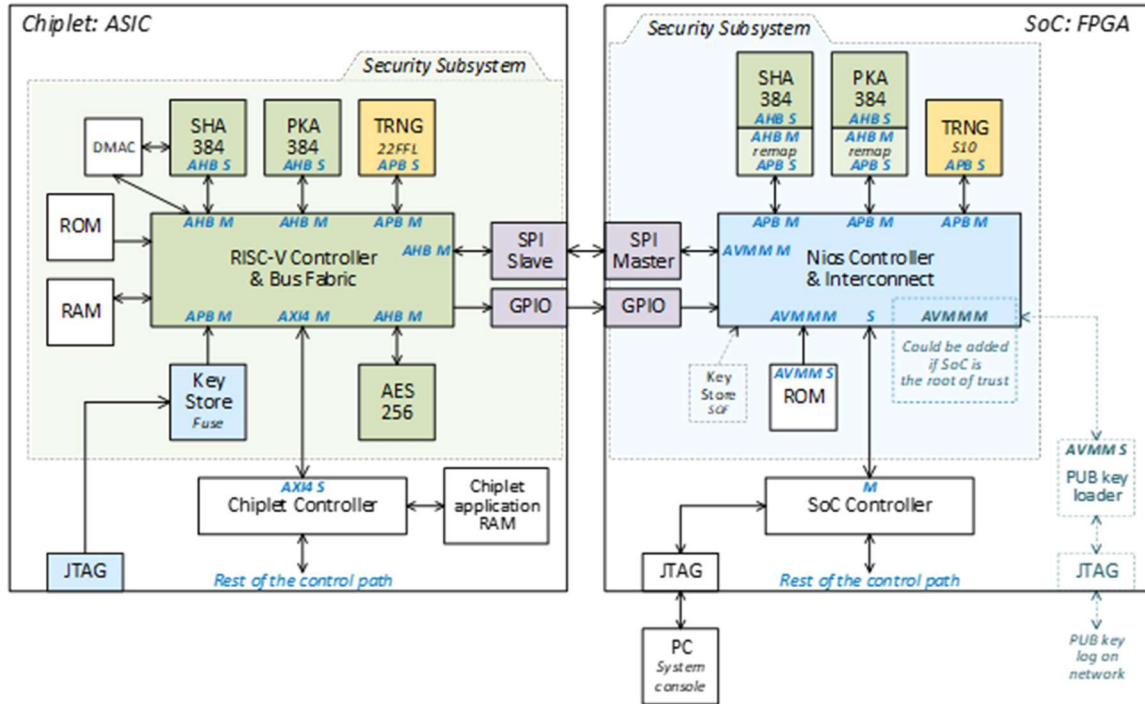 Chiplet: ASIC
Security Subsystem
DMAC
SHA
384
AHB S
PKA
384
AHB S
TRNG
22FFL
APB S
ROM
RAM
AHB M
AHB M
APB M
AHB M
RISC-V Controller
& Bus Fabric
APB M
AXI4 M
AHB M
SPI
Slave
GPIO
Key
Store
Fuse
AES
256
AXI4 S
Chiplet Controller
Chiplet
application
RAM
JTAG
Rest of the control path
SoC: FPGA
Security Subsystem
SHA
384
AHB S
AHB M
remap
APB S
PKA
384
AHB S
AHB M
remap
APB S
TRNG
S10
APB S
SPI
Master
GPIO
APB M
APB M
APB M
AVMM M
Nios Controller
& Interconnect
AVMM M
S
AVMM M
Could be added
if SoC is
the root of trust
Key
Store
SOF
AVMM S
ROM
M
SoC Controller
JTAG
Rest of the control path
PC
System
console
AVMM S
PUB key
loader
JTAG
PUB key
log on
network